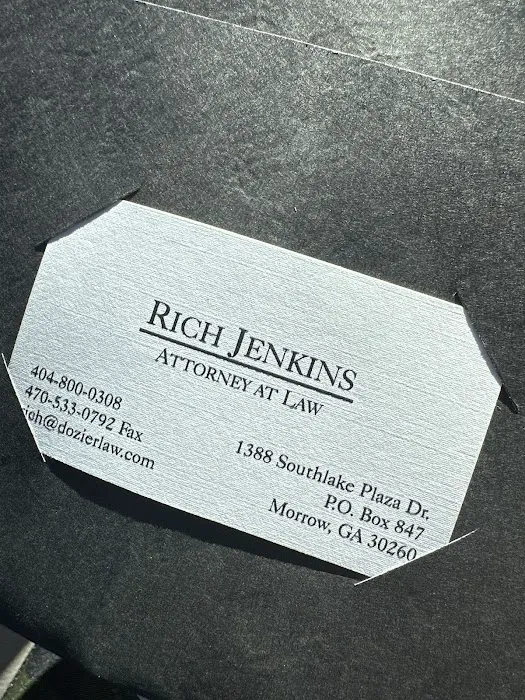 RICH JENKINS
ATTORNEY AT LAW
404-800-0308
470-533-0792 Fax
rich@dozierlaw.com
1388 Southlake Plaza Dr.
P.O. Box 847
Morrow, GA 30260